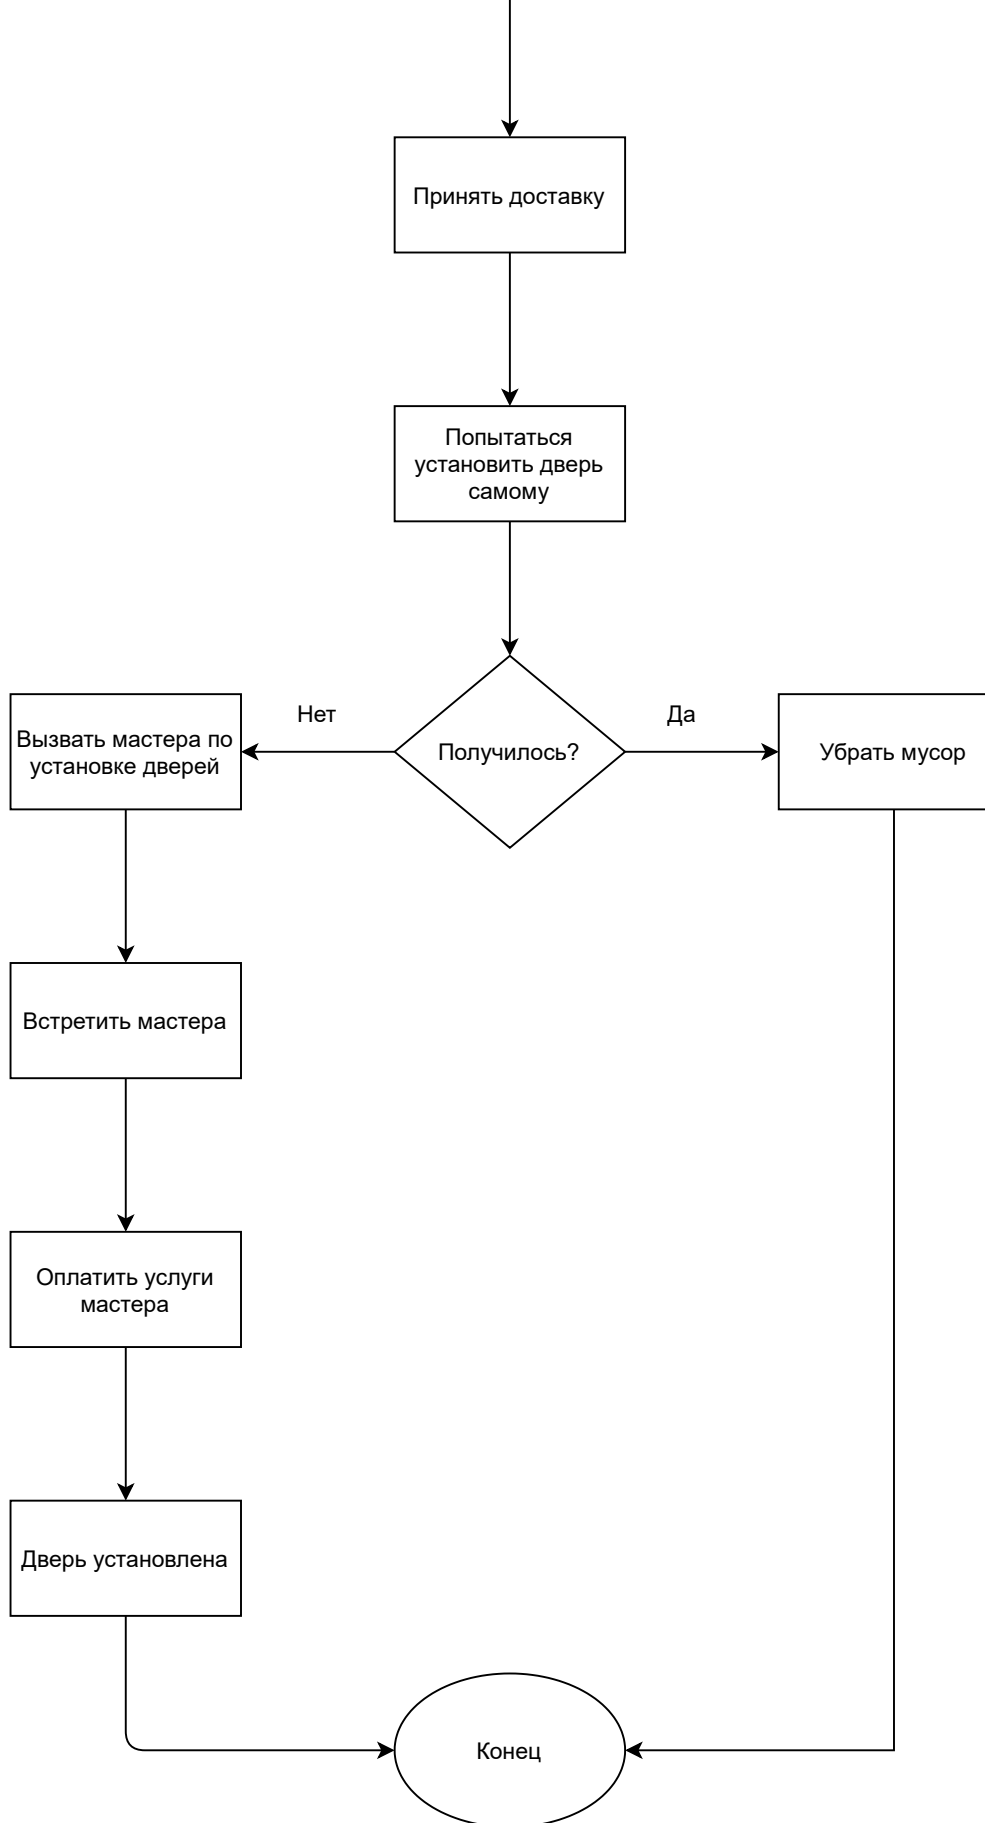 Принять доставку
Попытаться
установить дверь
самому
Нет
Да
Вызвать мастера по
установке дверей
Получилось?
Убрать мусор
Встретить мастера
Оплатить услуги
мастера
Дверь установлена
Конец